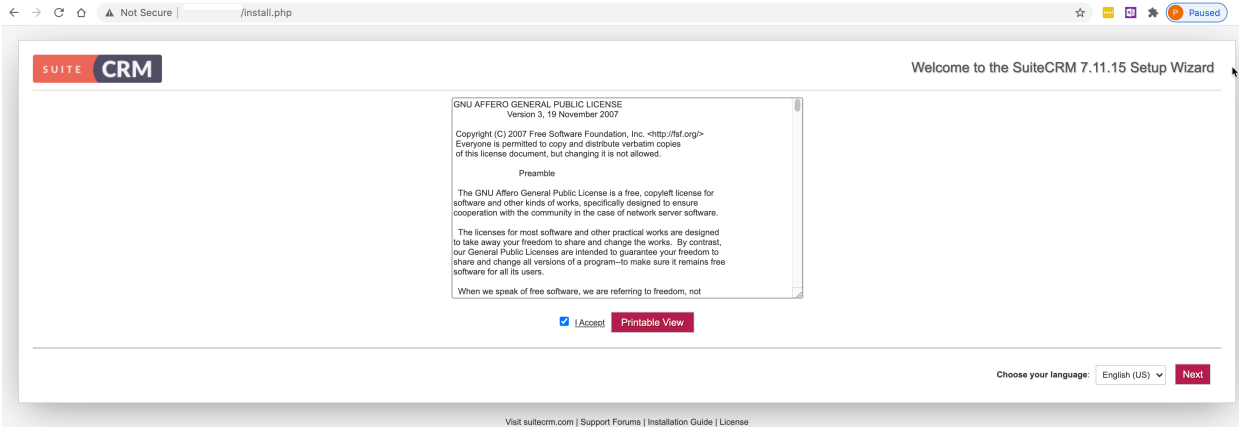 Not Secure | /install.php
P Paused
SUITE CRM
Welcome to the SuiteCRM 7.11.15 Setup Wizard
GNU AFFERO GENERAL PUBLIC LICENSE
Version 3, 19 November 2007
Copyright (C) 2007 Free Software Foundation, Inc. <http://fsf.org/>
Everyone is permitted to copy and distribute verbatim copies
of this license document, but changing it is not allowed.
Preamble
The GNU Affero General Public License is a free, copyleft license for
software and other kinds of works, specifically designed to ensure
cooperation with the community in the case of network server software.
The licenses for most software and other practical works are designed
to take away your freedom to share and change the works.  By contrast,
our General Public Licenses are intended to guarantee your freedom to
share and change all versions of a program--to make sure it remains free
software for all its users.
When we speak of free software, we are referring to freedom, not
I Accept Printable View
Choose your language: English (US) Next
Visit suitecrm.com | Support Forums | Installation Guide | License